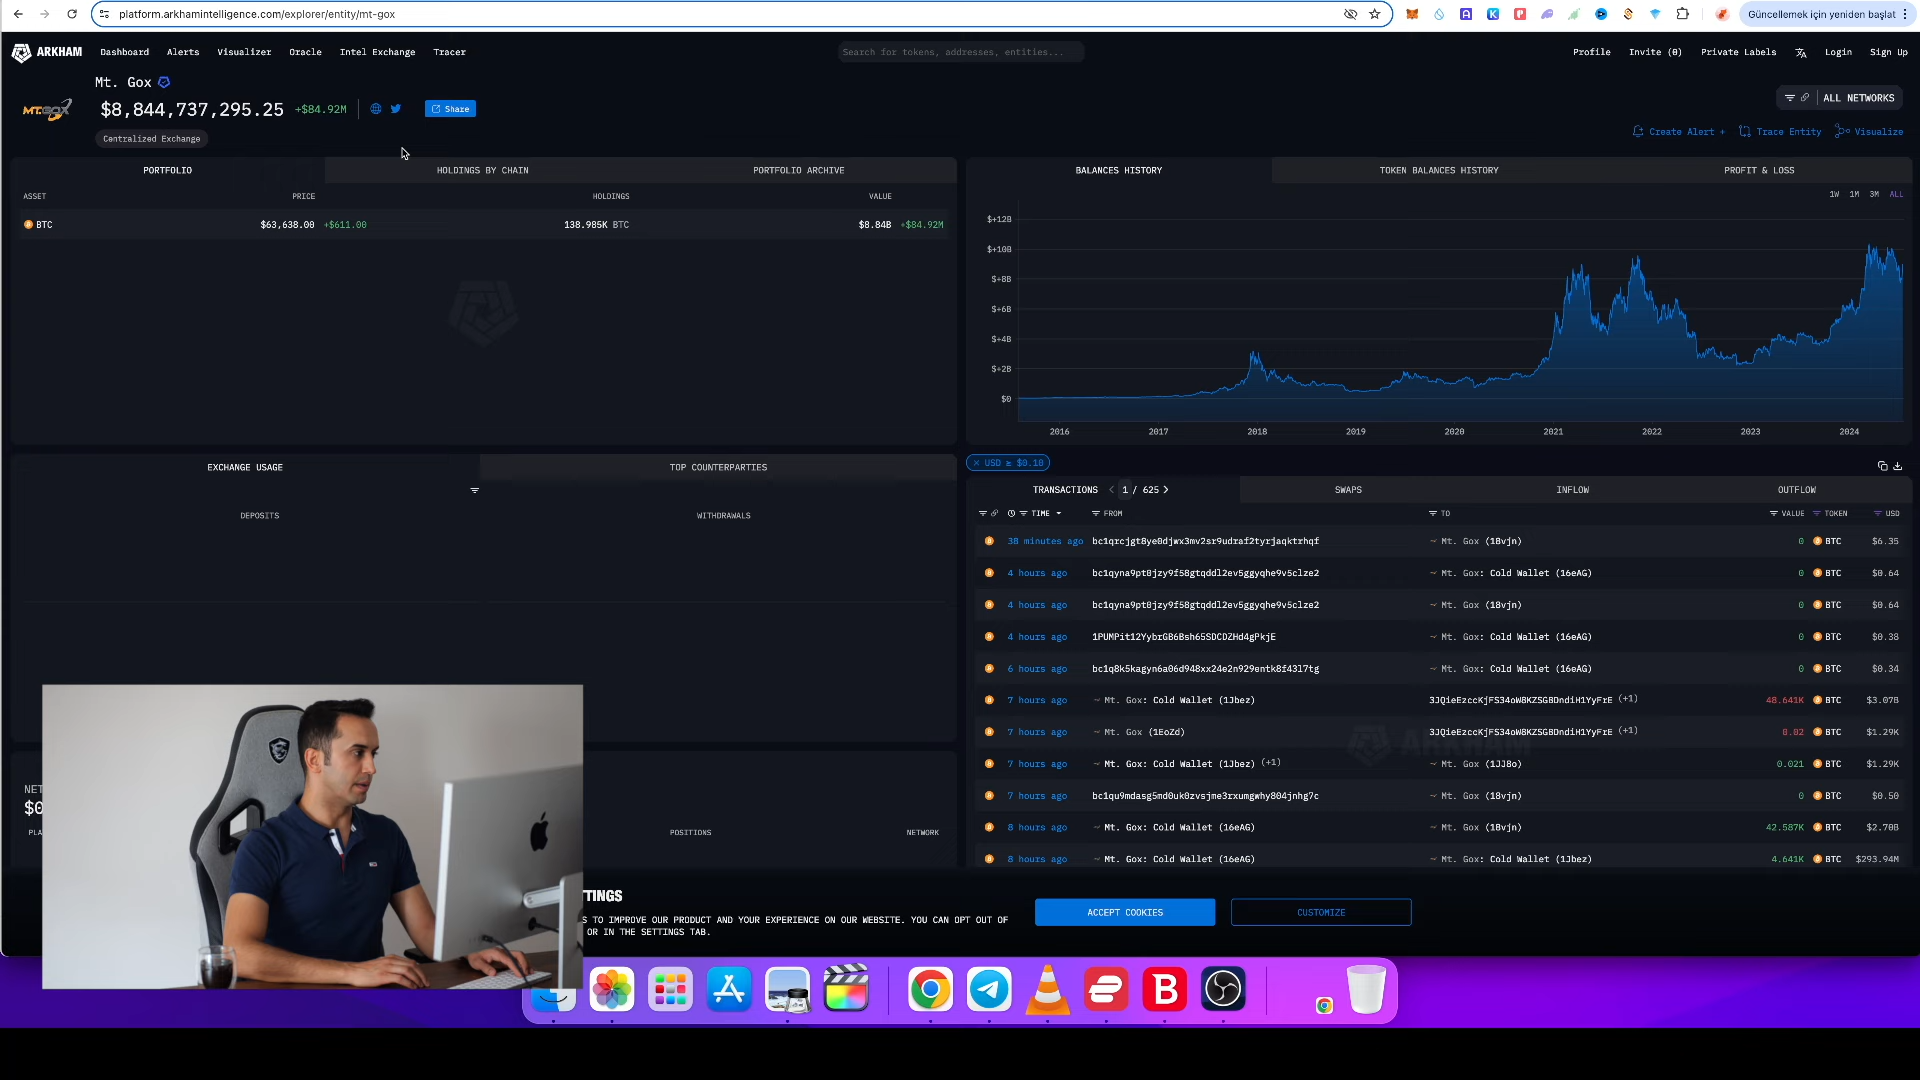 platform.arkhamintelligence.com/explorer/entity/mt-gox
Güncellemek için yeniden başlat
ARKHAM
Dashboard Alerts Visualizer Oracle Intel Exchange Tracer
Search for tokens, addresses, entities...
Profile Invite (0) Private Labels Login Sign Up
Mt. Gox
MT.GOX
$8,844,737,295.25 +$84.92M
Share
ALL NETWORKS
Centralized Exchange
Create Alert + Trace Entity Visualize
PORTFOLIO HOLDINGS BY CHAIN PORTFOLIO ARCHIVE
ASSET PRICE HOLDINGS VALUE
BTC $63,638.00 +$611.00 138.985K BTC $8.84B +$84.92M
BALANCES HISTORY TOKEN BALANCES HISTORY PROFIT & LOSS
1W 1M 3M ALL
$+12B
$+10B
$+8B
$+6B
$+4B
$+2B
$0
2016 2017 2018 2019 2020 2021 2022 2023 2024
EXCHANGE USAGE TOP COUNTERPARTIES
DEPOSITS WITHDRAWALS
× USD ≥ $0.10
TRANSACTIONS < 1 / 625 > SWAPS INFLOW OUTFLOW
TIME FROM TO VALUE TOKEN USD
38 minutes ago bc1qrcjgt8ye0djwx3mv2sr9udraf2tyrjaqktrhqf ~ Mt. Gox (18vjn) 0 BTC $6.35
4 hours ago bc1qyna9pt0jzy9f58gtqddl2ev5ggyqhe9v5clze2 ~ Mt. Gox: Cold Wallet (16eAG) 0 BTC $0.64
4 hours ago bc1qyna9pt0jzy9f58gtqddl2ev5ggyqhe9v5clze2 ~ Mt. Gox (18vjn) 0 BTC $0.64
4 hours ago 1PUMPit12YybrGB6Bsh65SDCDZHd4gPkjE ~ Mt. Gox: Cold Wallet (16eAG) 0 BTC $0.38
6 hours ago bc1q8k5kagyn6a06d948xx24e2n929entk8f43l7tg ~ Mt. Gox: Cold Wallet (16eAG) 0 BTC $0.34
7 hours ago ~ Mt. Gox: Cold Wallet (1Jbez) 3JQieEzccKjFS34oW8KZSG8DndiH1YyFrE (+1) 48.641K BTC $3.07B
7 hours ago ~ Mt. Gox (1EoZd) 3JQieEzccKjFS34oW8KZSG8DndiH1YyFrE (+1) 0.02 BTC $1.29K
7 hours ago ~ Mt. Gox: Cold Wallet (1Jbez) (+1) ~ Mt. Gox (1JJ8o) 0.021 BTC $1.29K
7 hours ago bc1qu9mdasg5md0uk0zvsjme3rxumgwhy804jnhg7c ~ Mt. Gox (18vjn) 0 BTC $0.50
8 hours ago ~ Mt. Gox: Cold Wallet (16eAG) ~ Mt. Gox (18vjn) 42.587K BTC $2.70B
8 hours ago ~ Mt. Gox: Cold Wallet (16eAG) ~ Mt. Gox: Cold Wallet (1Jbez) 4.641K BTC $293.94M
ARKHAM
NET
$0
PLA POSITIONS NETWORK
TTINGS
S TO IMPROVE OUR PRODUCT AND YOUR EXPERIENCE ON OUR WEBSITE. YOU CAN OPT OUT OF
OR IN THE SETTINGS TAB.
ACCEPT COOKIES CUSTOMIZE
B